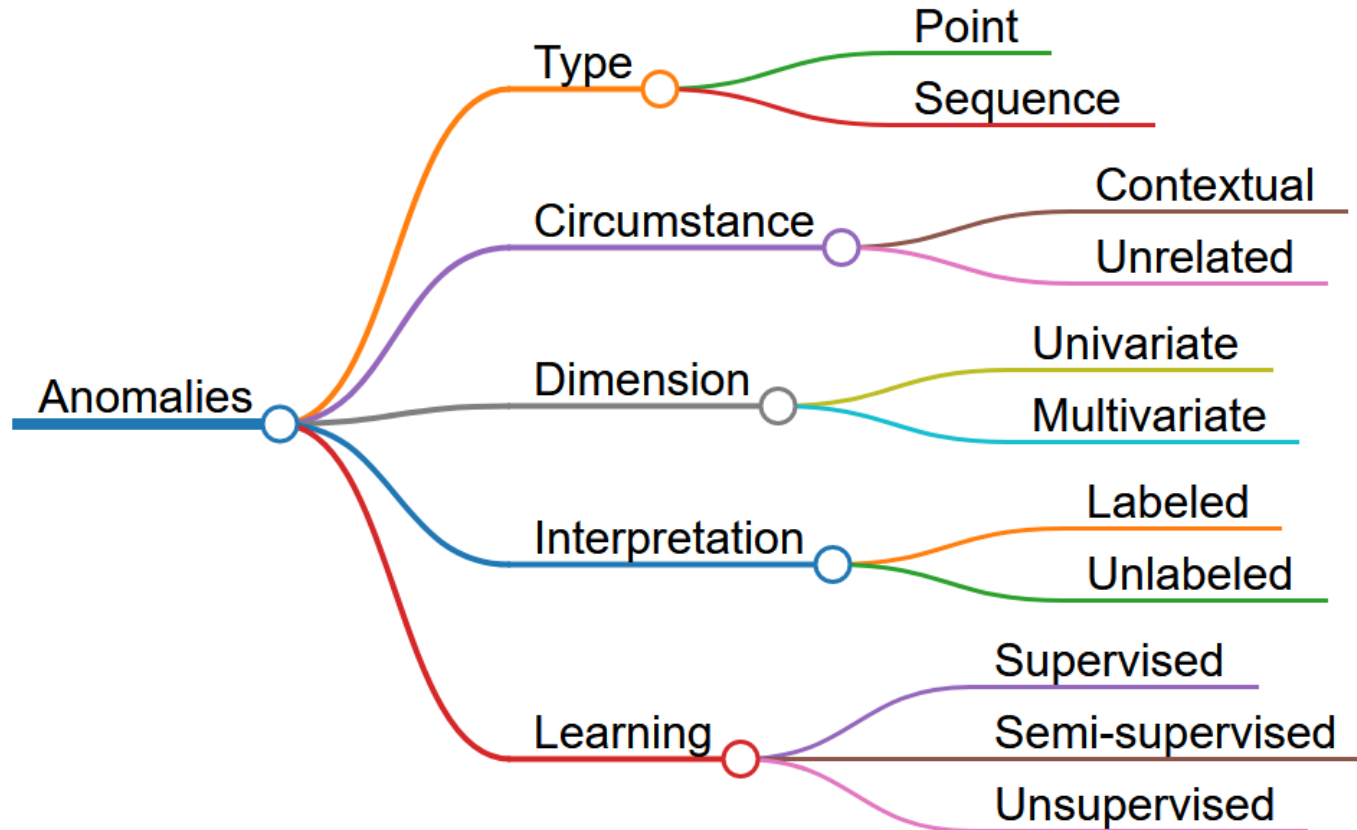 Anomalies
Type
Point
Sequence
Circumstance
Contextual
Unrelated
Dimension
Univariate
Multivariate
Interpretation
Labeled
Unlabeled
Learning
Supervised
Semi-supervised
Unsupervised